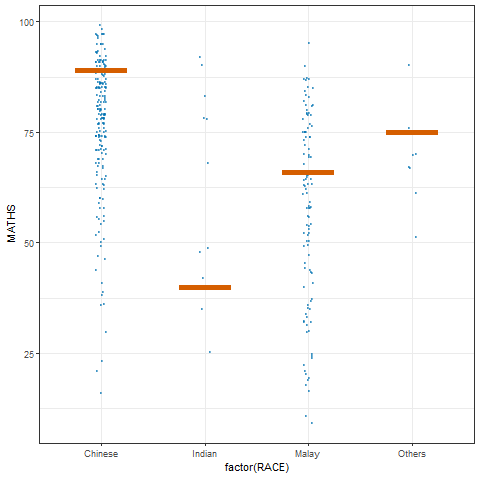 100
75
50
25
MATHS
Chinese
Indian
Malay
Others
factor(RACE)